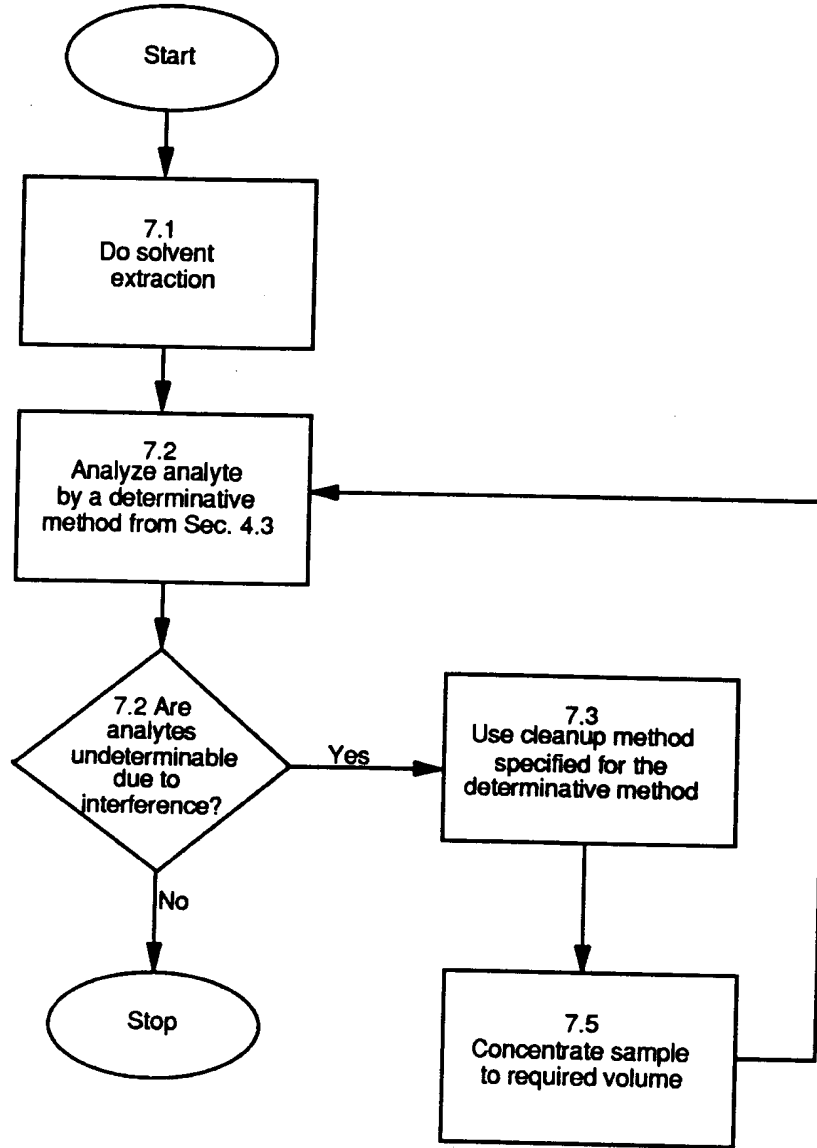 Start
7.1
Do solvent
extraction
7.2
Analyze analyte
by a determinative
method from Sec. 4.3
7.2 Are
analytes
undeterminable
due to
interference?
Yes
No
Stop
7.3
Use cleanup method
specified for the
determinative method
7.5
Concentrate sample
to required volume